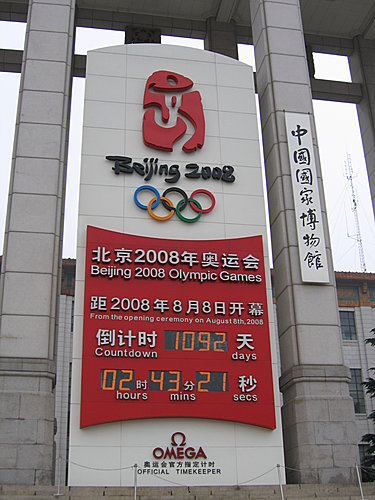 Beijing 2008
北京2008年奥运会
Beijing 2008 Olympic Games
距2008年8月8日开幕
From the opening ceremony on August 8th,2008
倒计时 1092 天
Countdown days
02 时 43 分 21 秒
hours mins secs
Ω
OMEGA
奥运会官方指定计时
OFFICIAL TIMEKEEPER
中國國家博物館